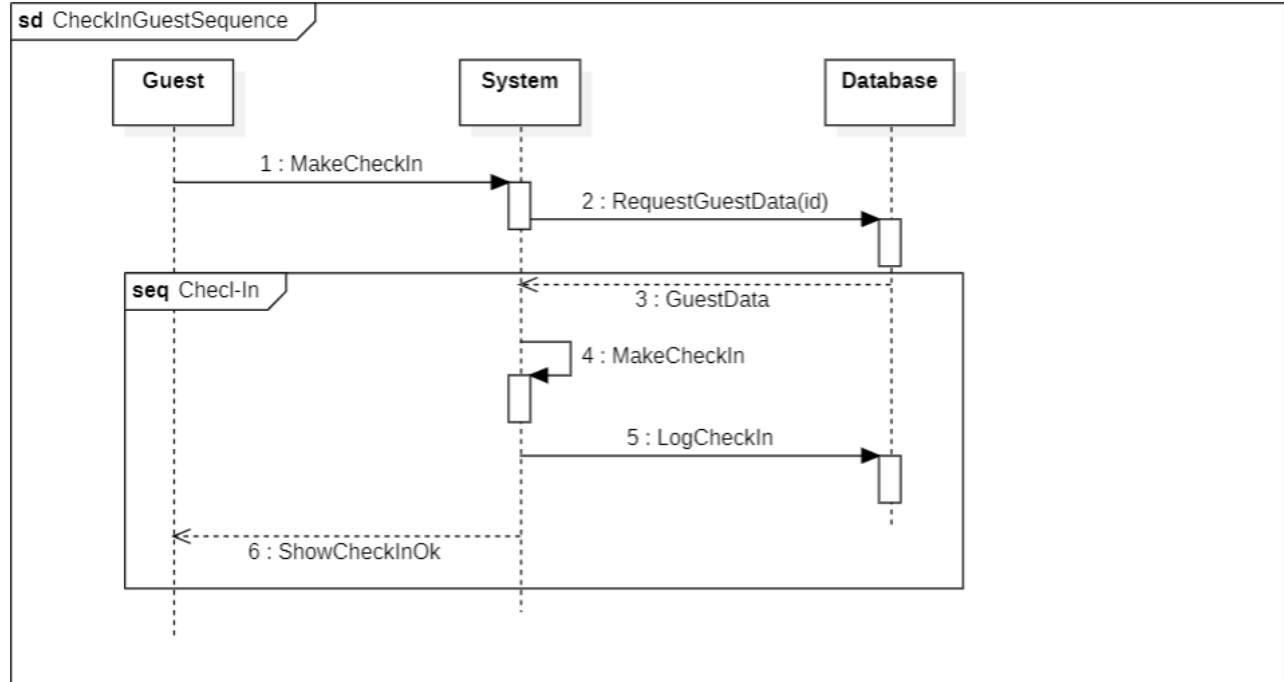 sd CheckInGuestSequence
Guest
System
Database
1 : MakeCheckIn
2 : RequestGuestData(id)
seq Checl-In
3 : GuestData
4 : MakeCheckIn
5 : LogCheckIn
6 : ShowCheckInOk